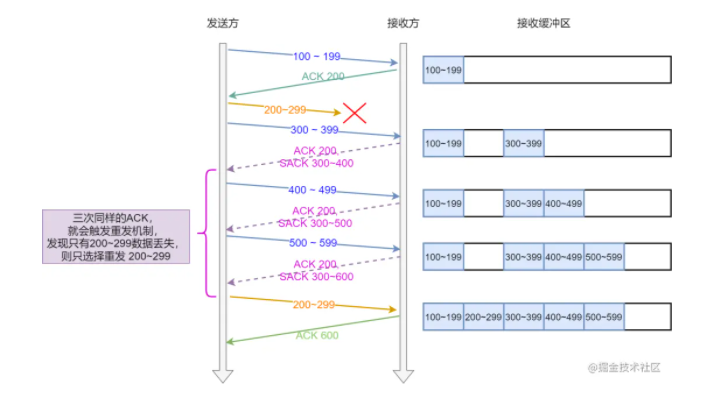 发送方
接收方
接收缓冲区
100 ~ 199
100~199
ACK 200
200~299
300 ~ 399
100~199
300~399
ACK 200
SACK 300~400
400 ~ 499
100~199
300~399
400~499
ACK 200
SACK 300~500
三次同样的ACK,
就会触发重发机制,
发现只有200~299数据丢失,
则只选择重发 200~299
500 ~ 599
100~199
300~399
400~499
500~599
ACK 200
SACK 300~600
200~299
100~199
200~299
300~399
400~499
500~599
ACK 600
@掘金技术社区